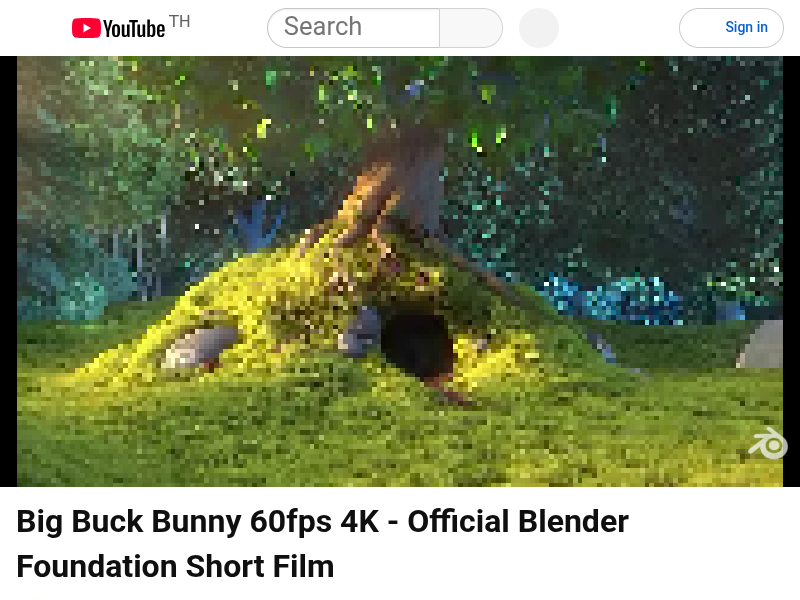 YouTube TH
Search
Sign in
Big Buck Bunny 60fps 4K - Official Blender
Foundation Short Film